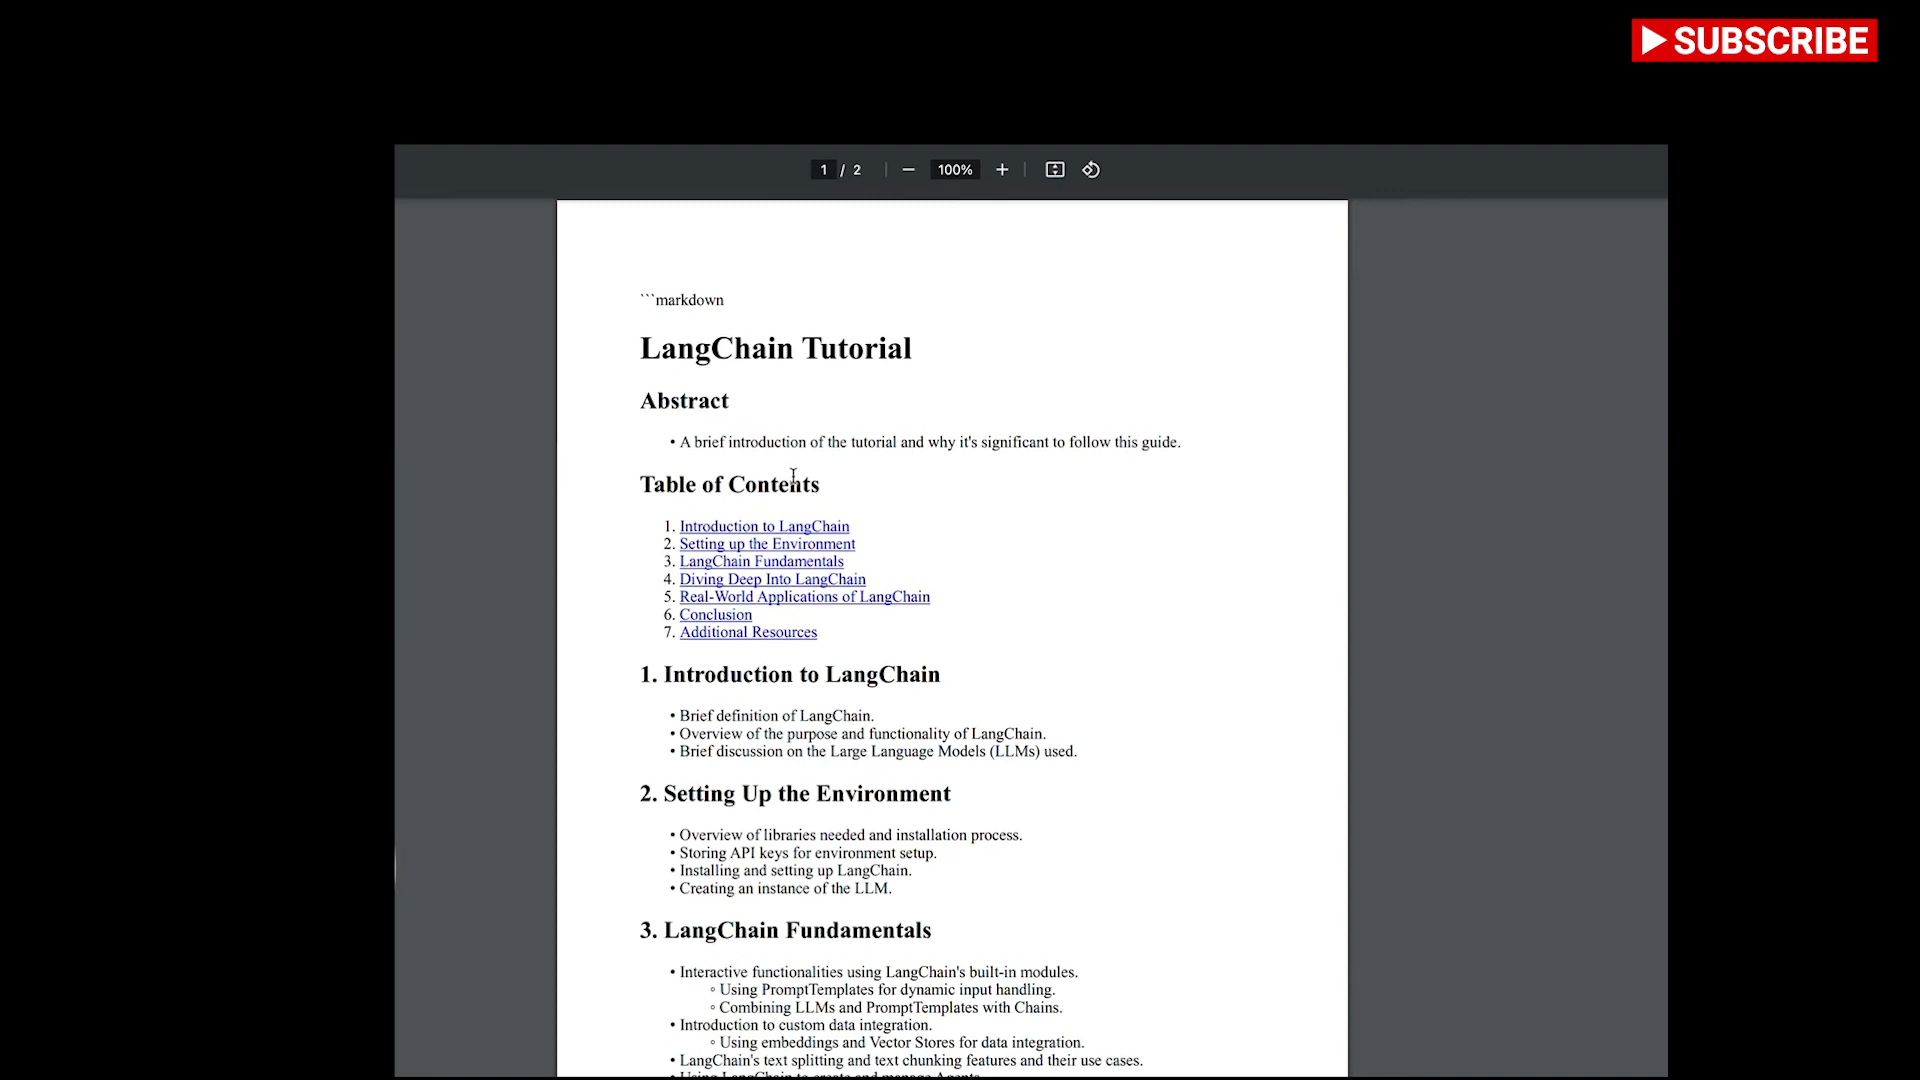 SUBSCRIBE
1 / 2 − 100% +
```markdown
LangChain Tutorial
Abstract
• A brief introduction of the tutorial and why it's significant to follow this guide.
Table of Contents
1. Introduction to LangChain
2. Setting up the Environment
3. LangChain Fundamentals
4. Diving Deep Into LangChain
5. Real-World Applications of LangChain
6. Conclusion
7. Additional Resources
1. Introduction to LangChain
• Brief definition of LangChain.
• Overview of the purpose and functionality of LangChain.
• Brief discussion on the Large Language Models (LLMs) used.
2. Setting Up the Environment
• Overview of libraries needed and installation process.
• Storing API keys for environment setup.
• Installing and setting up LangChain.
• Creating an instance of the LLM.
3. LangChain Fundamentals
• Interactive functionalities using LangChain's built-in modules.
◦ Using PromptTemplates for dynamic input handling.
◦ Combining LLMs and PromptTemplates with Chains.
• Introduction to custom data integration.
◦ Using embeddings and Vector Stores for data integration.
• LangChain's text splitting and text chunking features and their use cases.
• Using LangChain to create and manage Agents.